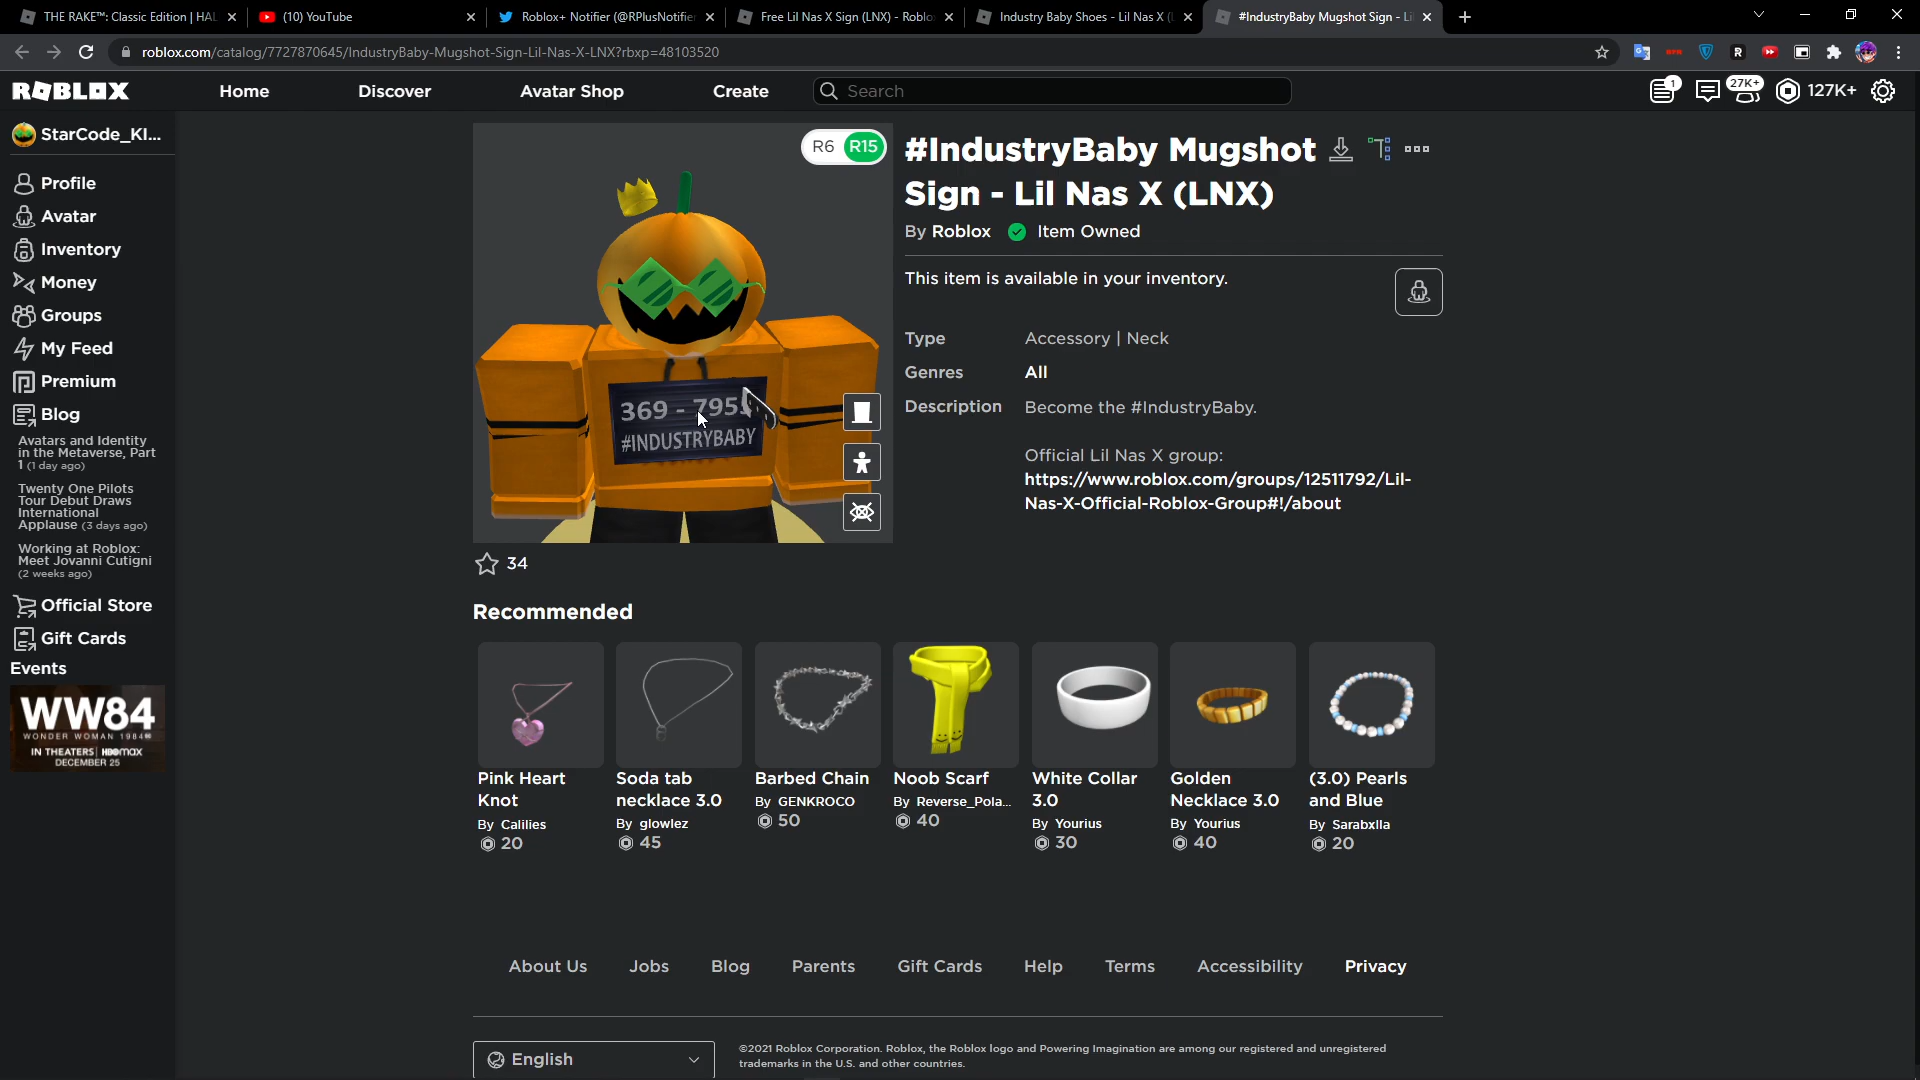 THE RAKE™: Classic Edition | HAL
(10) YouTube
Roblox+ Notifier (@RPlusNotifie
Free Lil Nas X Sign (LNX) - Roblo
Industry Baby Shoes - Lil Nas X (
#IndustryBaby Mugshot Sign - Li
roblox.com/catalog/7727870645/IndustryBaby-Mugshot-Sign-Lil-Nas-X-LNX?rbxp=48103520
ROBLOX
Home
Discover
Avatar Shop
Create
Search
1
27K+
127K+
StarCode_KI...
Profile
Avatar
Inventory
Money
Groups
My Feed
Premium
Blog
Avatars and Identity
in the Metaverse, Part
1 (1 day ago)
Twenty One Pilots
Tour Debut Draws
International
Applause (3 days ago)
Working at Roblox:
Meet Jovanni Cutigni
(2 weeks ago)
Official Store
Gift Cards
Events
WW84
WONDER WOMAN 1984
IN THEATERS | HBOmax
DECEMBER 25
R6 R15
369 - 795
#INDUSTRYBABY
34
#IndustryBaby Mugshot
Sign - Lil Nas X (LNX)
By Roblox Item Owned
This item is available in your inventory.
Type Accessory | Neck
Genres All
Description Become the #IndustryBaby.
Official Lil Nas X group:
https://www.roblox.com/groups/12511792/Lil-
Nas-X-Official-Roblox-Group#!/about
Recommended
Pink Heart
Knot
By Calilies
20
Soda tab
necklace 3.0
By glowlez
45
Barbed Chain
By GENKROCO
50
Noob Scarf
By Reverse_Pola...
40
White Collar
3.0
By Yourius
30
Golden
Necklace 3.0
By Yourius
40
(3.0) Pearls
and Blue
By Sarabxlla
20
About Us
Jobs
Blog
Parents
Gift Cards
Help
Terms
Accessibility
Privacy
English
©2021 Roblox Corporation. Roblox, the Roblox logo and Powering Imagination are among our registered and unregistered
trademarks in the U.S. and other countries.